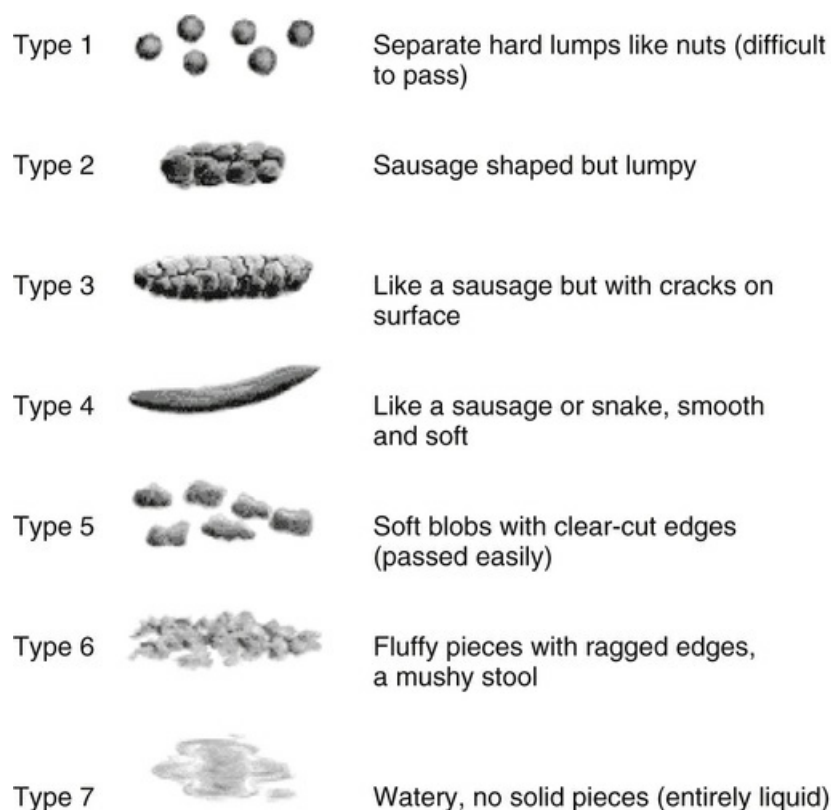 Type 1 Separate hard lumps like nuts (difficult
to pass)
Type 2 Sausage shaped but lumpy
Type 3 Like a sausage but with cracks on
surface
Type 4 Like a sausage or snake, smooth
and soft
Type 5 Soft blobs with clear-cut edges
(passed easily)
Type 6 Fluffy pieces with ragged edges,
a mushy stool
Type 7 Watery, no solid pieces (entirely liquid)